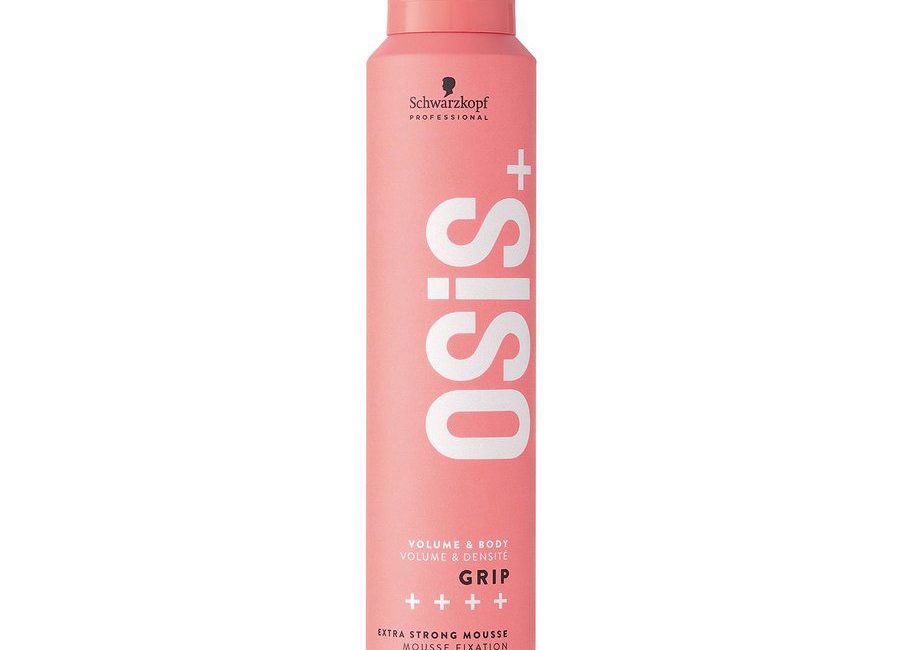 Schwarzkopf
PROFESSIONAL
OSiS+
VOLUME & BODY
VOLUME & DENSITÉ
GRIP
++++
EXTRA STRONG MOUSSE
MOUSSE FIXATION